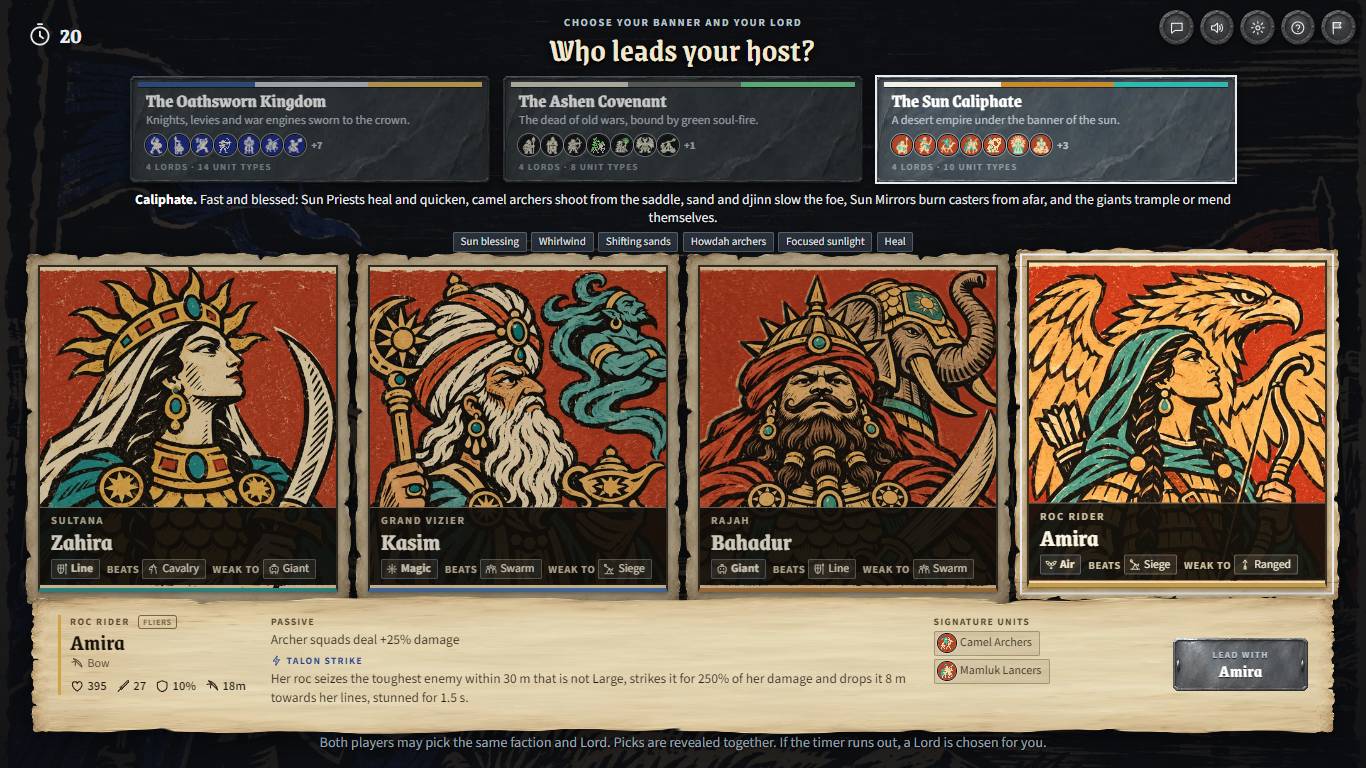 20
CHOOSE YOUR BANNER AND YOUR LORD
Who leads your host?
The Oathsworn Kingdom
Knights, levies and war engines sworn to the crown.
+7
4 LORDS · 14 UNIT TYPES
The Ashen Covenant
The dead of old wars, bound by green soul-fire.
+1
4 LORDS · 8 UNIT TYPES
The Sun Caliphate
A desert empire under the banner of the sun.
+3
4 LORDS · 10 UNIT TYPES
Caliphate. Fast and blessed: Sun Priests heal and quicken, camel archers shoot from the saddle, sand and djinn slow the foe, Sun Mirrors burn casters from afar, and the giants trample or mend
themselves.
Sun blessing Whirlwind Shifting sands Howdah archers Focused sunlight Heal
SULTANA
Zahira
Line BEATS Cavalry WEAK TO Giant
GRAND VIZIER
Kasim
Magic BEATS Swarm WEAK TO Siege
RAJAH
Bahadur
Giant BEATS Line WEAK TO Swarm
ROC RIDER
Amira
Air BEATS Siege WEAK TO Ranged
ROC RIDER FLIERS
Amira
Bow
395 27 10% 18m
PASSIVE
Archer squads deal +25% damage
TALON STRIKE
Her roc seizes the toughest enemy within 30 m that is not Large, strikes it for 250% of her damage and drops it 8 m
towards her lines, stunned for 1.5 s.
SIGNATURE UNITS
Camel Archers
Mamluk Lancers
LEAD WITH
Amira
Both players may pick the same faction and Lord. Picks are revealed together. If the timer runs out, a Lord is chosen for you.